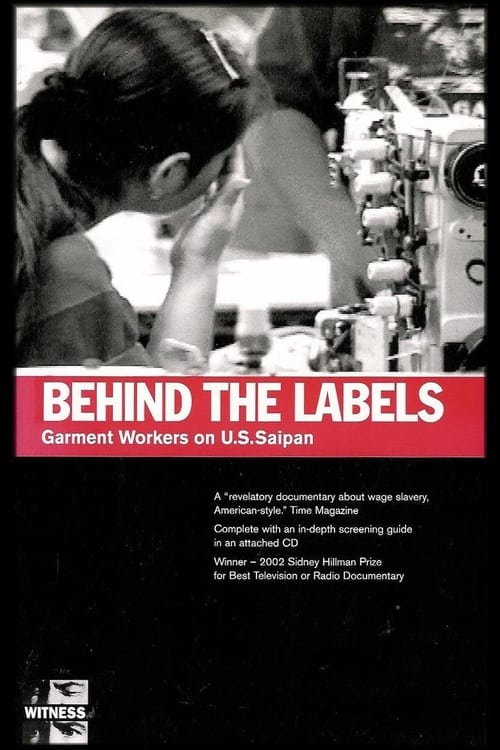 BEHIND THE LABELS
Garment Workers on U.S.Saipan
A “revelatory documentary about wage slavery,
American-style.” Time Magazine
Complete with an in-depth screening guide
in an attached CD
Winner – 2002 Sidney Hillman Prize
for Best Television or Radio Documentary
WITNESS